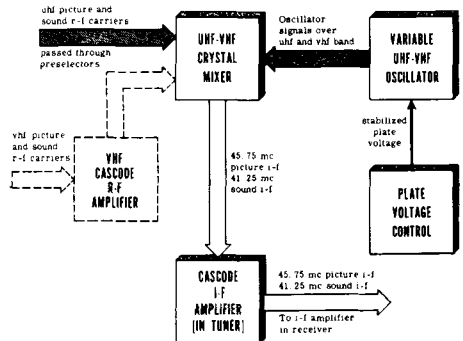 uhf picture and
sound r-f carriers
passed through
preselectors
UHF-VHF
CRYSTAL
MIXER
Oscillator
signals over
uhf and vhf band
VARIABLE
UHF-VHF
OSCILLATOR
stabilized
plate
voltage
vhf picture
and sound
r-f carriers
VHF
CASCODE
R-F
AMPLIFIER
45.75 mc
picture i-f
41.25 mc
sound i-f
PLATE
VOLTAGE
CONTROL
CASCODE
I-F
AMPLIFIER
(IN TUNER)
45.75 mc picture i-f
41.25 mc sound i-f
To i-f amplifier
in receiver